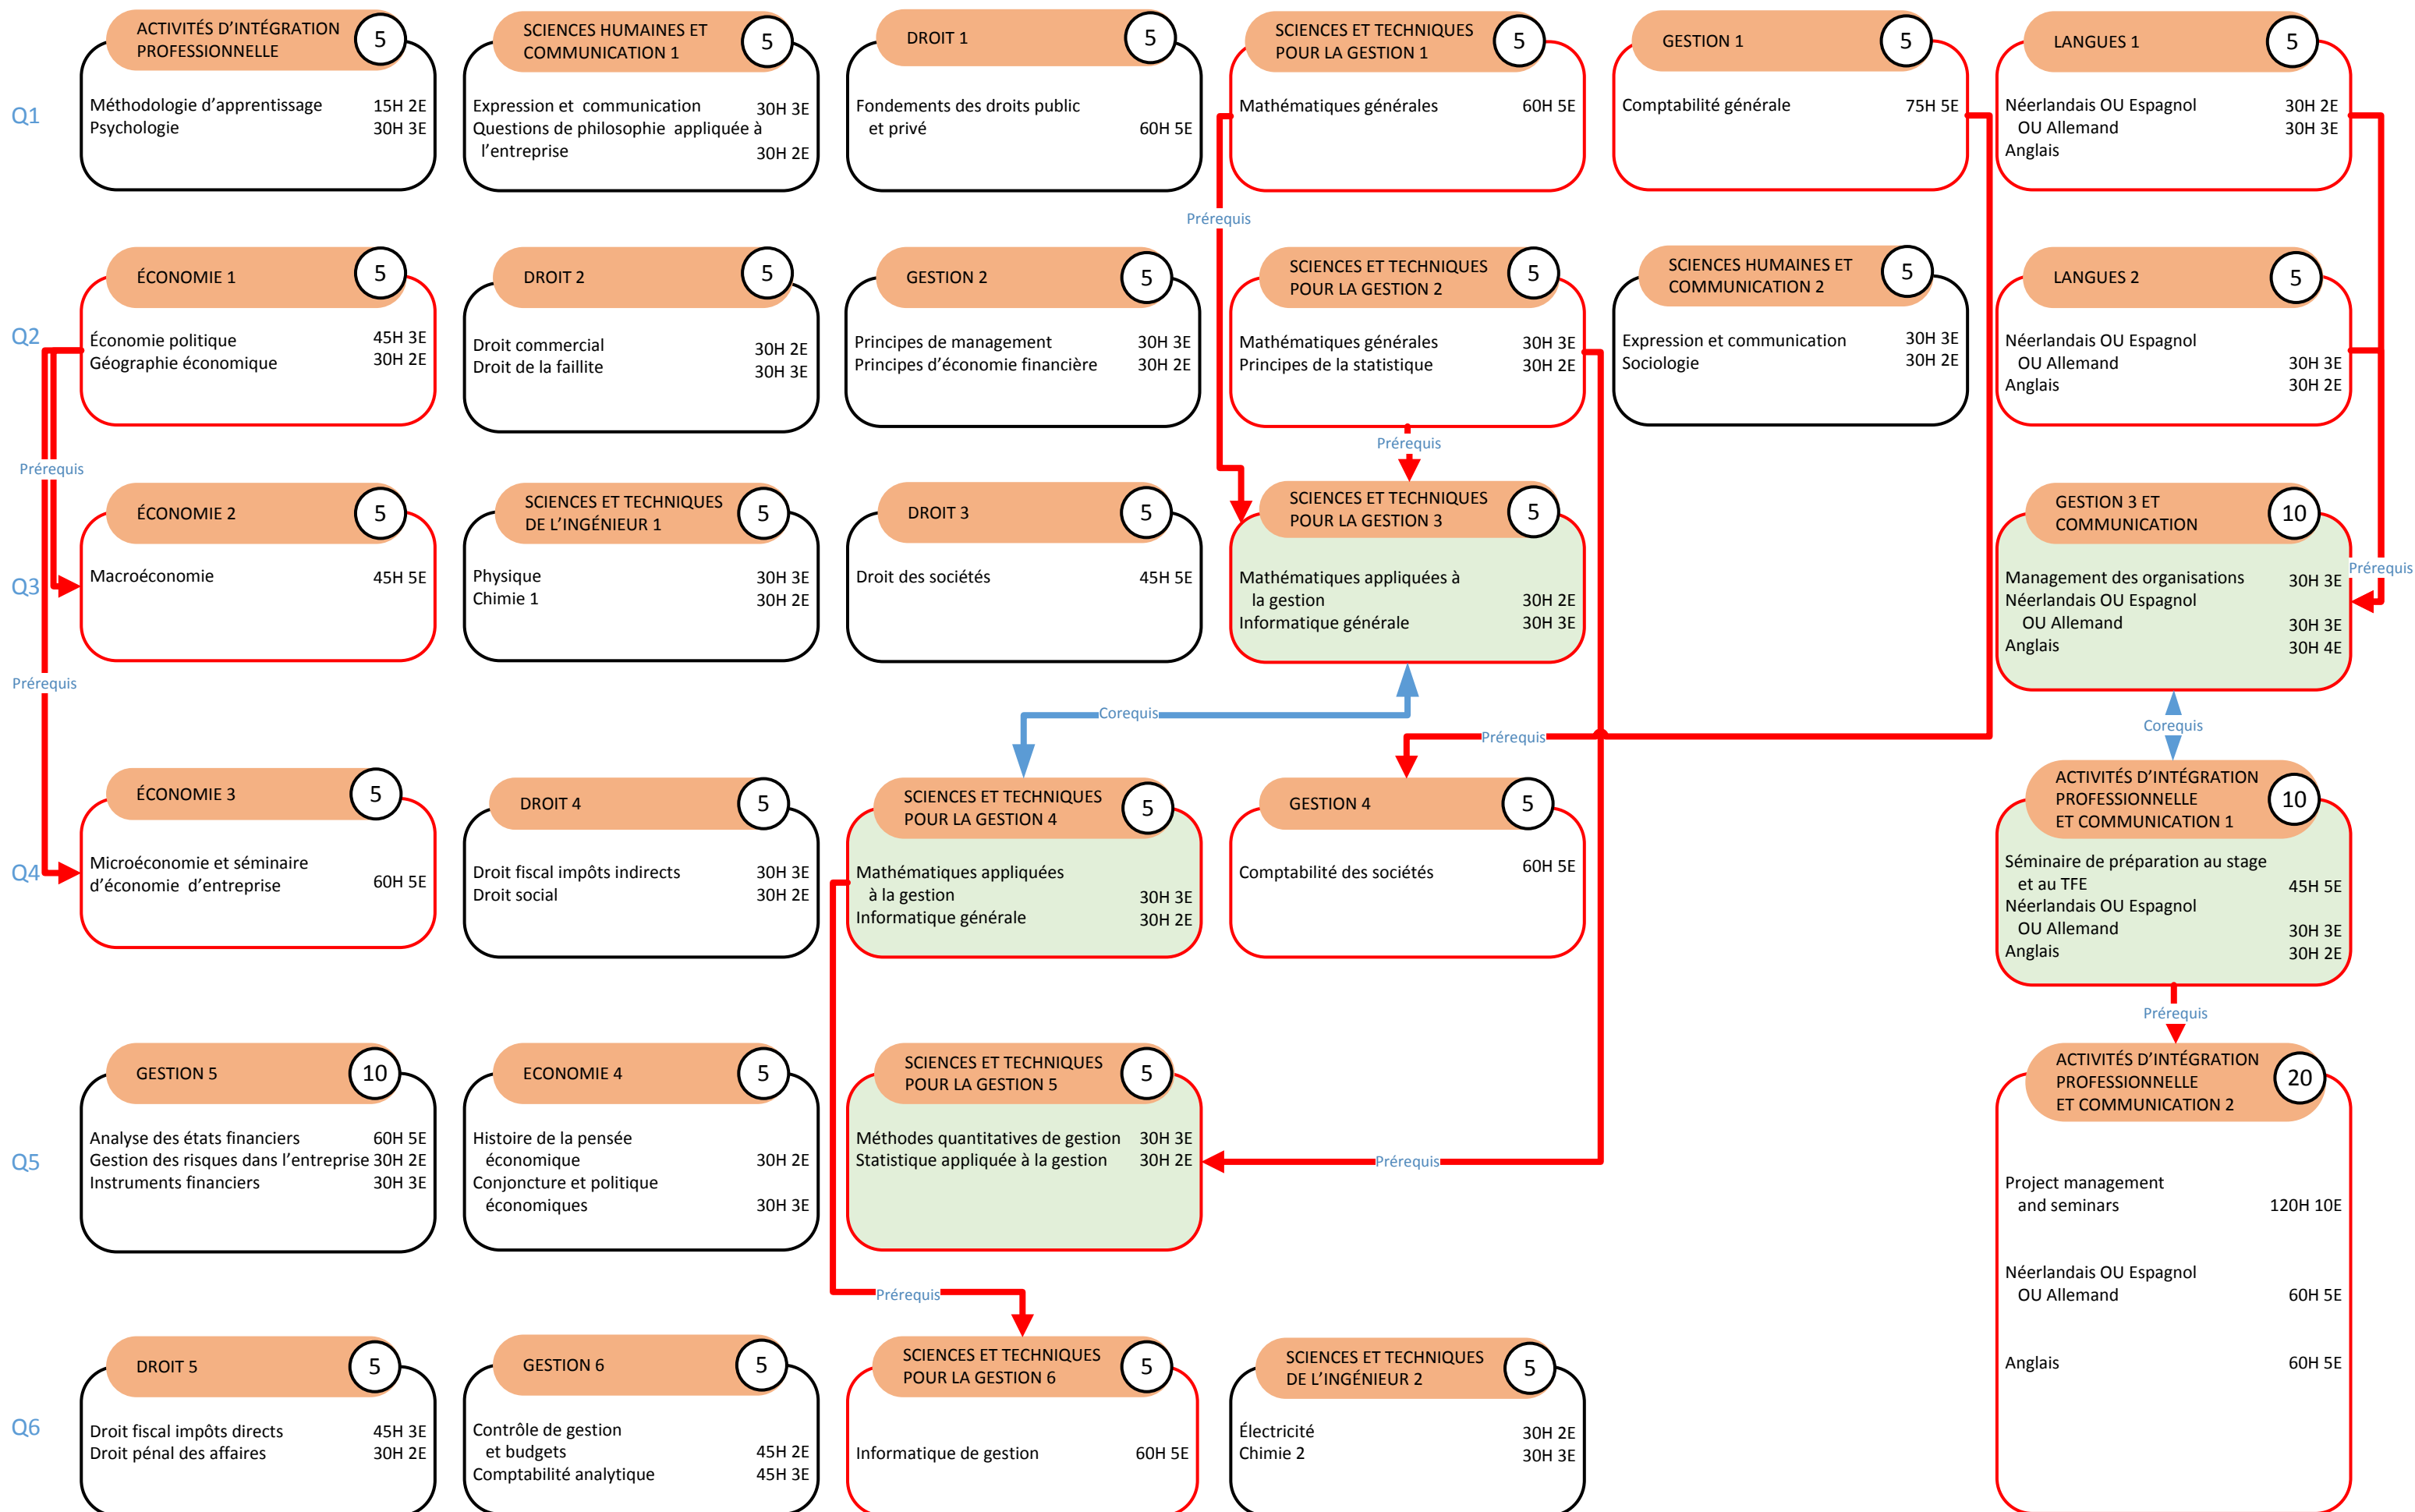 ACTIVITÉS D'INTÉGRATION
PROFESSIONNELLE
5
Méthodologie d'apprentissage 15H 2E
Psychologie 30H 3E
SCIENCES HUMAINES ET
COMMUNICATION 1
5
Expression et communication 30H 3E
Questions de philosophie appliquée à
l'entreprise 30H 2E
DROIT 1
5
Fondements des droits public
et privé 60H 5E
SCIENCES ET TECHNIQUES
POUR LA GESTION 1
5
Mathématiques générales 60H 5E
GESTION 1
5
Comptabilité générale 75H 5E
LANGUES 1
5
Néerlandais OU Espagnol 30H 2E
OU Allemand 30H 3E
Anglais
Q1
Prérequis
ÉCONOMIE 1
5
Économie politique 45H 3E
Géographie économique 30H 2E
DROIT 2
5
Droit commercial 30H 2E
Droit de la faillite 30H 3E
GESTION 2
5
Principes de management 30H 3E
Principes d'économie financière 30H 2E
SCIENCES ET TECHNIQUES
POUR LA GESTION 2
5
Mathématiques générales 30H 3E
Principes de la statistique 30H 2E
SCIENCES HUMAINES ET
COMMUNICATION 2
5
Expression et communication 30H 3E
Sociologie 30H 2E
LANGUES 2
5
Néerlandais OU Espagnol
OU Allemand 30H 3E
Anglais 30H 2E
Q2
Prérequis
Prérequis
ÉCONOMIE 2
5
Macroéconomie 45H 5E
SCIENCES ET TECHNIQUES
DE L'INGÉNIEUR 1
5
Physique 30H 3E
Chimie 1 30H 2E
DROIT 3
5
Droit des sociétés 45H 5E
SCIENCES ET TECHNIQUES
POUR LA GESTION 3
5
Mathématiques appliquées à
la gestion 30H 2E
Informatique générale 30H 3E
GESTION 3 ET
COMMUNICATION
10
Management des organisations 30H 3E
Néerlandais OU Espagnol
OU Allemand 30H 3E
Anglais 30H 4E
Q3
Prérequis
Prérequis
Corequis
Prérequis
Corequis
ÉCONOMIE 3
5
Microéconomie et séminaire
d'économie d'entreprise 60H 5E
DROIT 4
5
Droit fiscal impôts indirects 30H 3E
Droit social 30H 2E
SCIENCES ET TECHNIQUES
POUR LA GESTION 4
5
Mathématiques appliquées
à la gestion 30H 3E
Informatique générale 30H 2E
GESTION 4
5
Comptabilité des sociétés 60H 5E
ACTIVITÉS D'INTÉGRATION
PROFESSIONNELLE
ET COMMUNICATION 1
10
Séminaire de préparation au stage
et au TFE 45H 5E
Néerlandais OU Espagnol
OU Allemand 30H 3E
Anglais 30H 2E
Q4
Prérequis
GESTION 5
10
Analyse des états financiers 60H 5E
Gestion des risques dans l'entreprise 30H 2E
Instruments financiers 30H 3E
ECONOMIE 4
5
Histoire de la pensée
économique 30H 2E
Conjoncture et politique
économiques 30H 3E
SCIENCES ET TECHNIQUES
POUR LA GESTION 5
5
Méthodes quantitatives de gestion 30H 3E
Statistique appliquée à la gestion 30H 2E
Prérequis
ACTIVITÉS D'INTÉGRATION
PROFESSIONNELLE
ET COMMUNICATION 2
20
Project management
and seminars 120H 10E
Néerlandais OU Espagnol
OU Allemand 60H 5E
Anglais 60H 5E
Q5
Prérequis
DROIT 5
5
Droit fiscal impôts directs 45H 3E
Droit pénal des affaires 30H 2E
GESTION 6
5
Contrôle de gestion
et budgets 45H 2E
Comptabilité analytique 45H 3E
SCIENCES ET TECHNIQUES
POUR LA GESTION 6
5
Informatique de gestion 60H 5E
SCIENCES ET TECHNIQUES
DE L'INGÉNIEUR 2
5
Électricité 30H 2E
Chimie 2 30H 3E
Q6